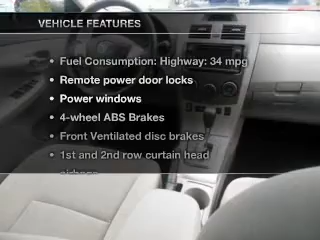 VEHICLE FEATURES
• Fuel Consumption: Highway: 34 mpg
• Remote power door locks
• Power windows
• 4-wheel ABS Brakes
• Front Ventilated disc brakes
• 1st and 2nd row curtain head
airbags